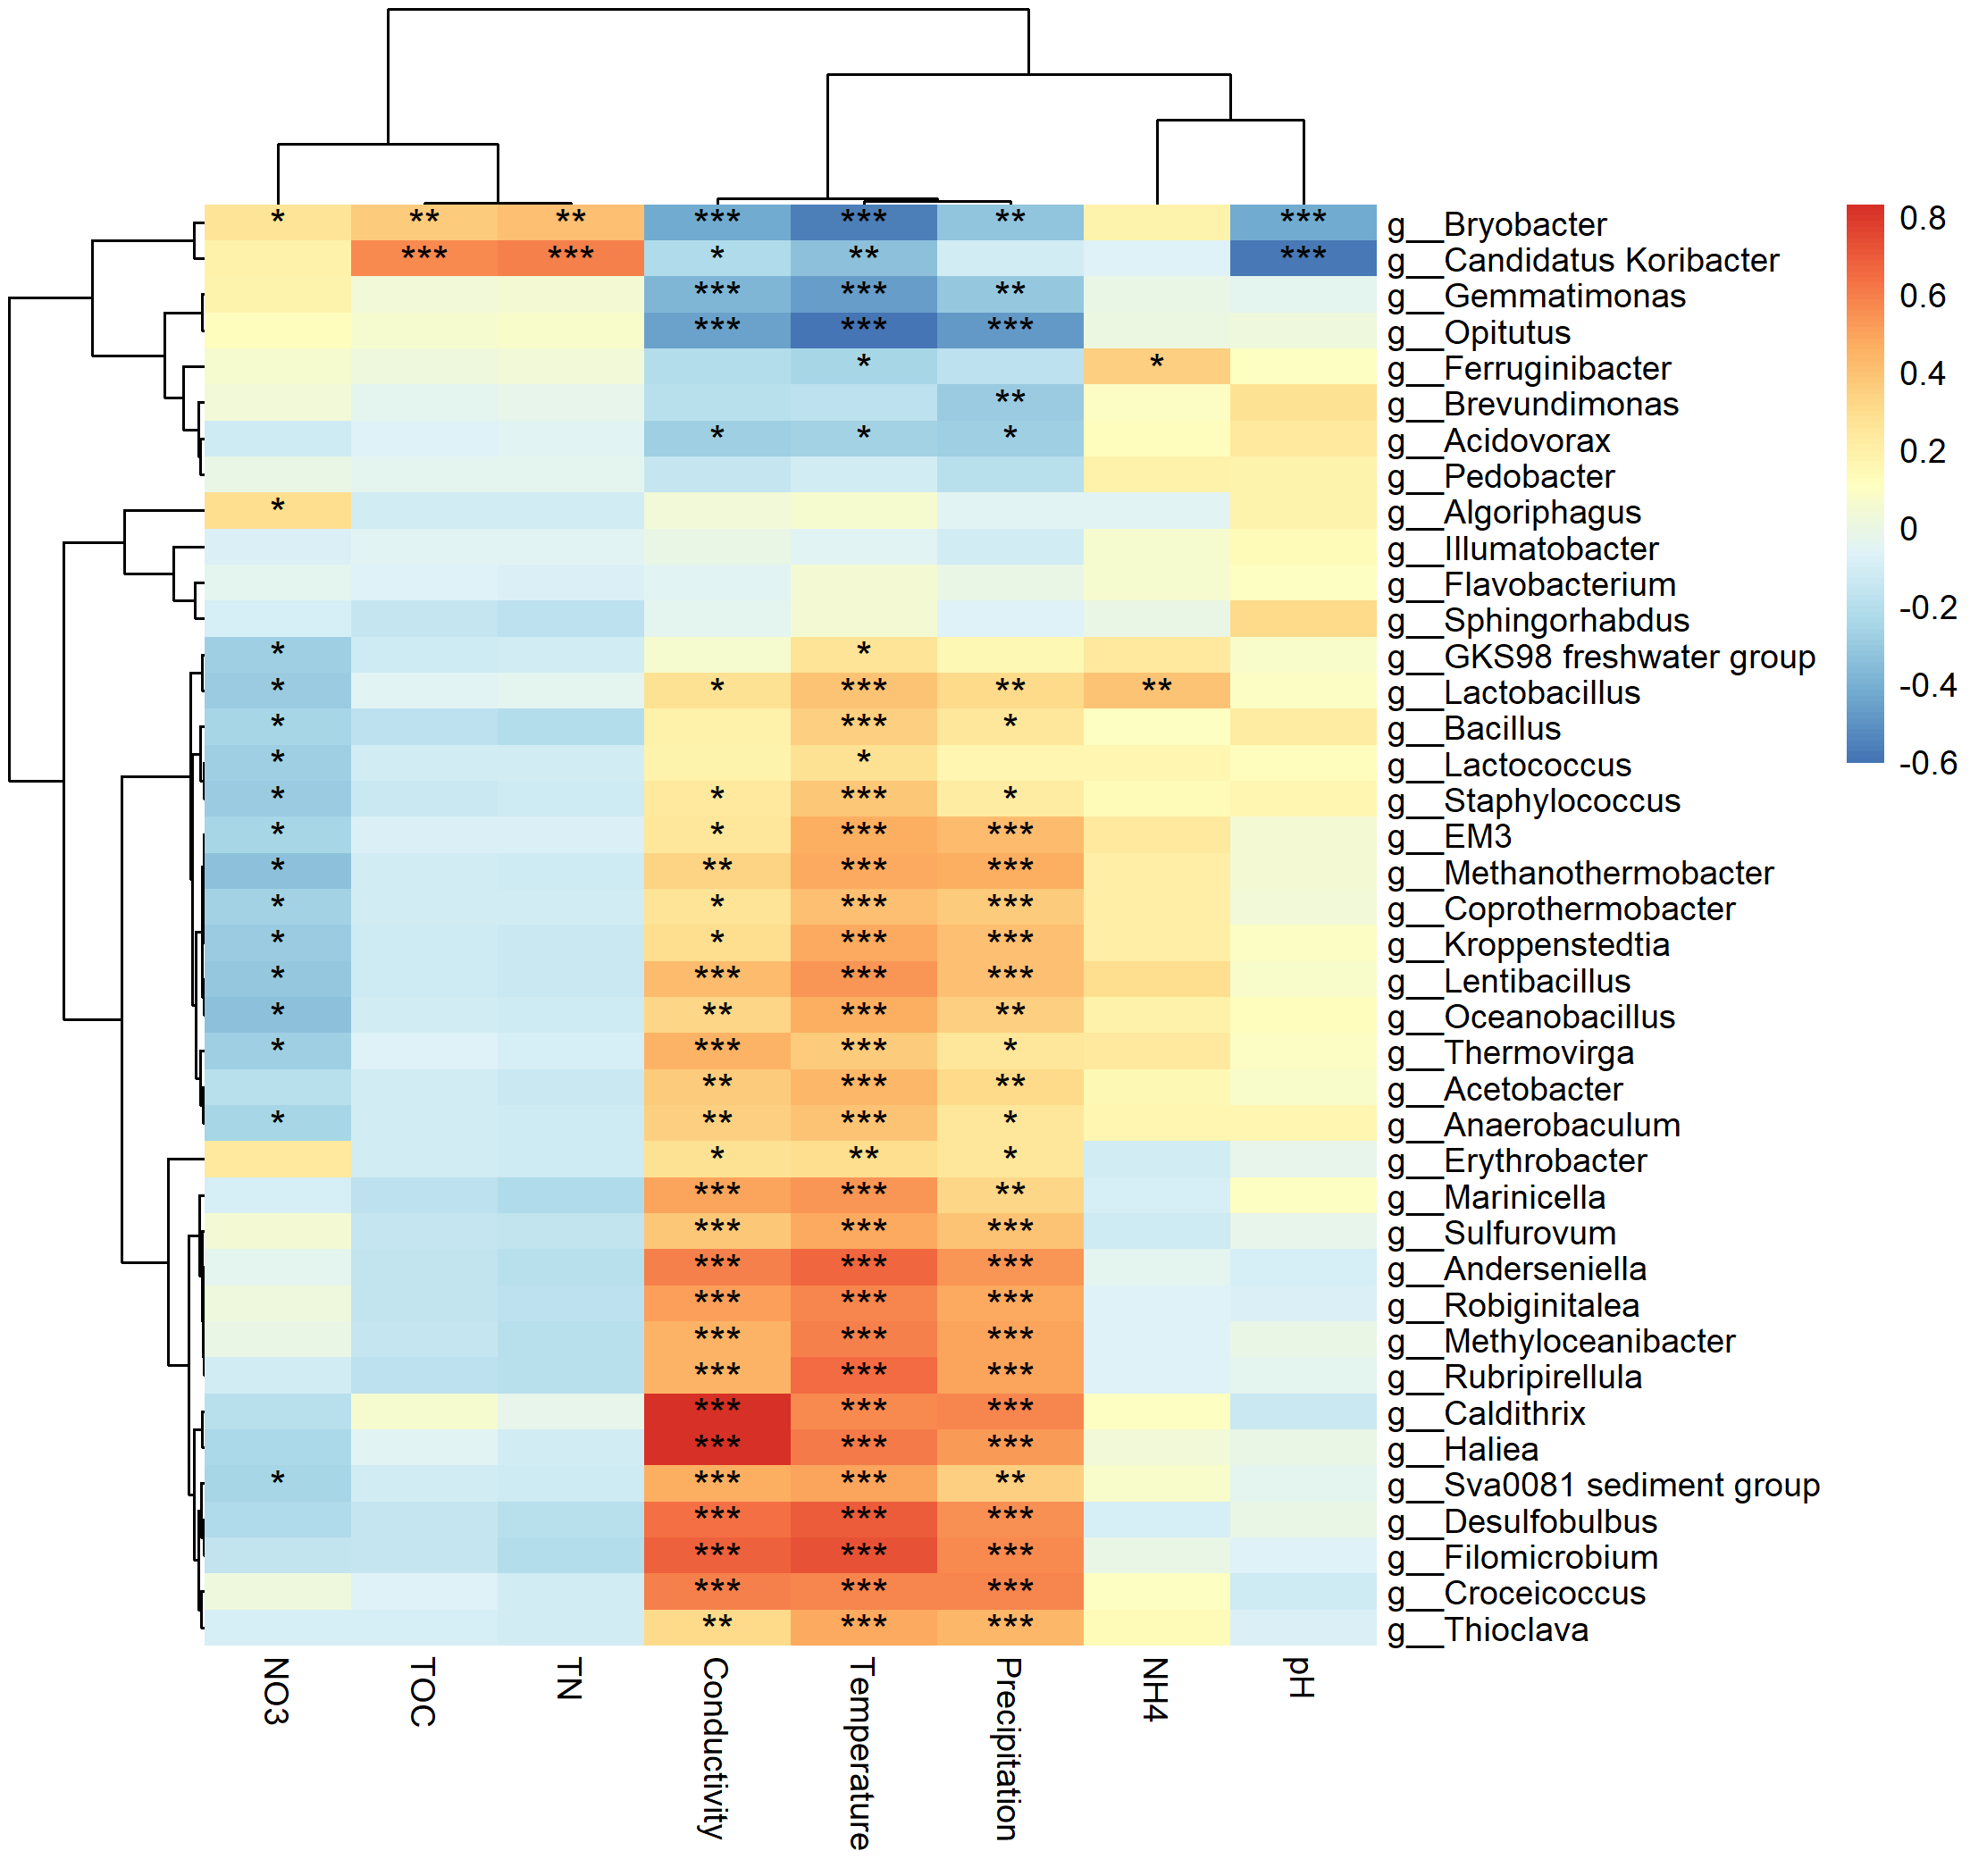 * ** ** *** *** ** *** g__Bryobacter
*** *** * ** *** g__Candidatus Koribacter
*** *** ** g__Gemmatimonas
*** *** *** g__Opitutus
* * g__Ferruginibacter
** g__Brevundimonas
* * * g__Acidovorax
g__Pedobacter
* g__Algoriphagus
g__Illumatobacter
g__Flavobacterium
g__Sphingorhabdus
* * g__GKS98 freshwater group
* * *** ** ** g__Lactobacillus
* *** * g__Bacillus
* * g__Lactococcus
* * *** * g__Staphylococcus
* * *** *** g__EM3
* ** *** *** g__Methanothermobacter
* * *** *** g__Coprothermobacter
* * *** *** g__Kroppenstedtia
* *** *** *** g__Lentibacillus
* ** *** ** g__Oceanobacillus
* *** *** * g__Thermovirga
** *** ** g__Acetobacter
* ** *** * g__Anaerobaculum
* ** * g__Erythrobacter
*** *** ** g__Marinicella
*** *** *** g__Sulfurovum
*** *** *** g__Anderseniella
*** *** *** g__Robiginitalea
*** *** *** g__Methyloceanibacter
*** *** *** g__Rubripirellula
*** *** *** g__Caldithrix
*** *** *** g__Haliea
* *** *** ** g__Sva0081 sediment group
*** *** *** g__Desulfobulbus
*** *** *** g__Filomicrobium
*** *** *** g__Croceicoccus
** *** *** g__Thioclava
NO3
TOC
TN
Conductivity
Temperature
Precipitation
NH4
pH
0.8
0.6
0.4
0.2
0
-0.2
-0.4
-0.6